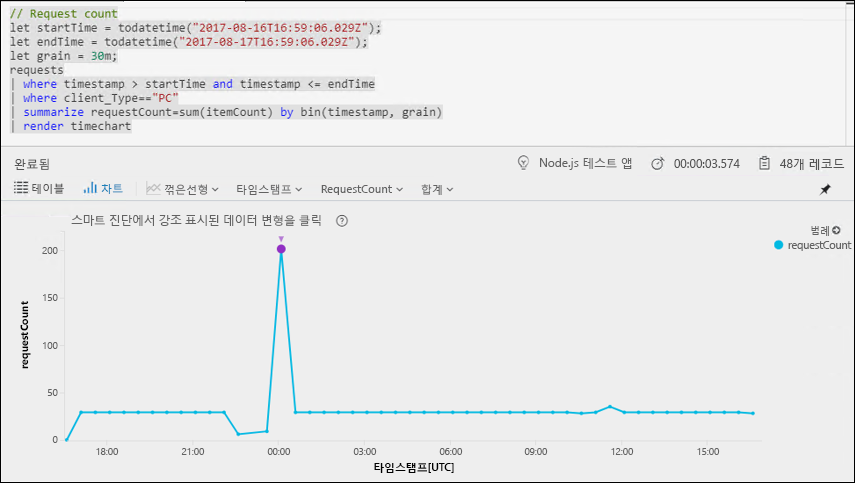 // Request count
let startTime = todatetime("2017-08-16T16:59:06.029Z");
let endTime = todatetime("2017-08-17T16:59:06.029Z");
let grain = 30m;
requests
| where timestamp > startTime and timestamp <= endTime
| where client_Type=="PC"
| summarize requestCount=sum(itemCount) by bin(timestamp, grain)
| render timechart
완료됨 Node.js 테스트 앱 00:00:03.574 48개 레코드
테이블 차트 꺾은선형 타임스탬프 RequestCount 합계
스마트 진단에서 강조 표시된 데이터 변형을 클릭 ?
범례
requestCount
200
150
100
50
0
requestCount
18:00 21:00 00:00 03:00 06:00 09:00 12:00 15:00
타임스탬프[UTC]